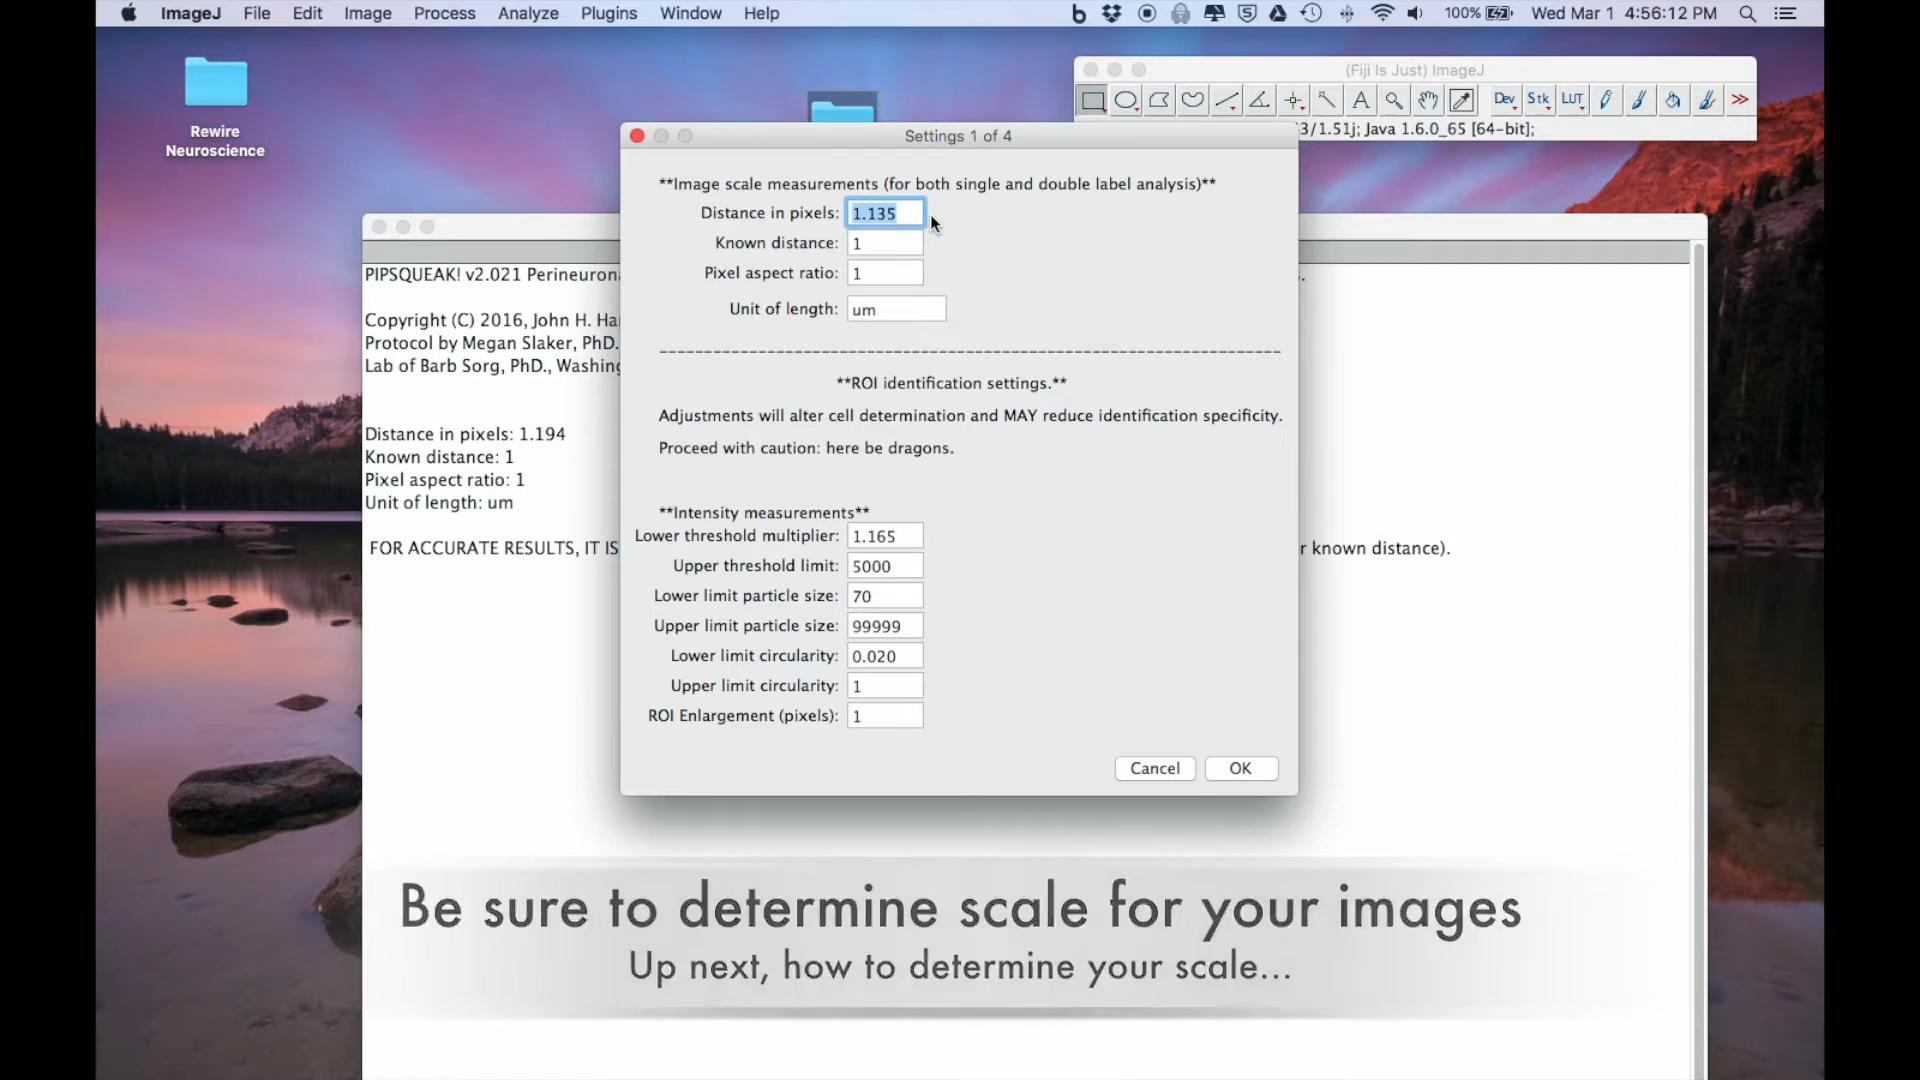 ImageJ File Edit Image Process Analyze Plugins Window Help
100% Wed Mar 1 4:56:12 PM
Rewire
Neuroscience
(Fiji Is Just) ImageJ
Dev Stk LUT
3/1.51j; Java 1.6.0_65 [64-bit];
Settings 1 of 4
**Image scale measurements (for both single and double label analysis)**
Distance in pixels: 1.135
Known distance: 1
Pixel aspect ratio: 1
Unit of length: um
**ROI identification settings.**
Adjustments will alter cell determination and MAY reduce identification specificity.
Proceed with caution: here be dragons.
**Intensity measurements**
Lower threshold multiplier: 1.165
Upper threshold limit: 5000
Lower limit particle size: 70
Upper limit particle size: 99999
Lower limit circularity: 0.020
Upper limit circularity: 1
ROI Enlargement (pixels): 1
Cancel OK
PIPSQUEAK! v2.021 Perineurona
Copyright (C) 2016, John H. Ha
Protocol by Megan Slaker, PhD.
Lab of Barb Sorg, PhD., Washing
Distance in pixels: 1.194
Known distance: 1
Pixel aspect ratio: 1
Unit of length: um
FOR ACCURATE RESULTS, IT IS r known distance).
Be sure to determine scale for your images
Up next, how to determine your scale...